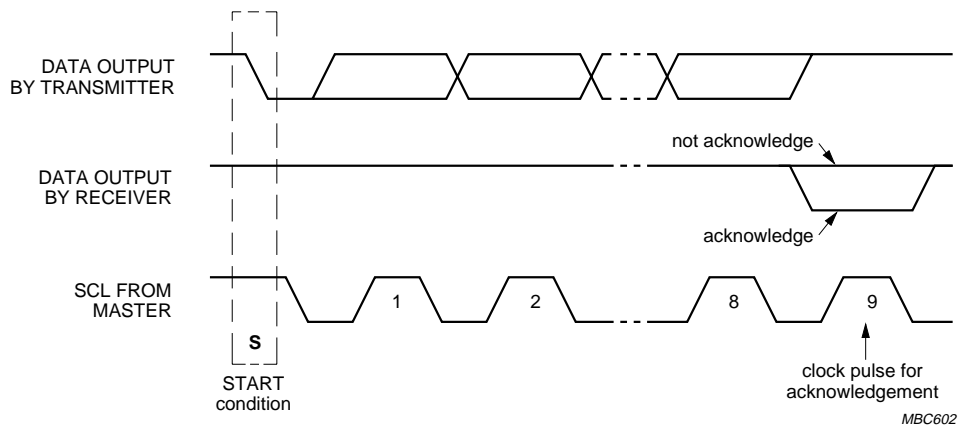 DATA OUTPUT
BY TRANSMITTER
not acknowledge
DATA OUTPUT
BY RECEIVER
acknowledge
SCL FROM
MASTER
1
2
8
9
S
START
condition
clock pulse for
acknowledgement
MBC602